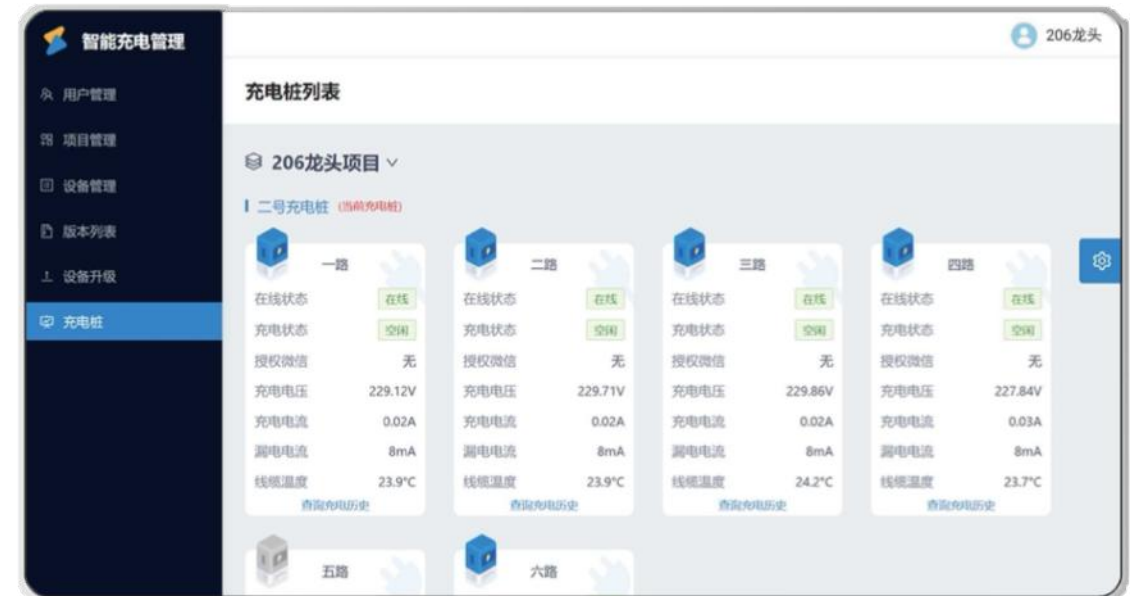 智能充电管理
206龙头
用户管理
项目管理
设备管理
版本列表
设备升级
充电桩
充电桩列表
206龙头项目
二号充电桩 (当前充电桩)
一路
在线状态 在线
充电状态 空闲
授权微信 无
充电电压 229.12V
充电电流 0.02A
漏电电流 8mA
线缆温度 23.9°C
查询充电历史
二路
在线状态 在线
充电状态 空闲
授权微信 无
充电电压 229.71V
充电电流 0.02A
漏电电流 8mA
线缆温度 23.9°C
查询充电历史
三路
在线状态 在线
充电状态 空闲
授权微信 无
充电电压 229.86V
充电电流 0.02A
漏电电流 8mA
线缆温度 24.2°C
查询充电历史
四路
在线状态 在线
充电状态 空闲
授权微信 无
充电电压 227.84V
充电电流 0.03A
漏电电流 8mA
线缆温度 23.7°C
查询充电历史
五路
六路